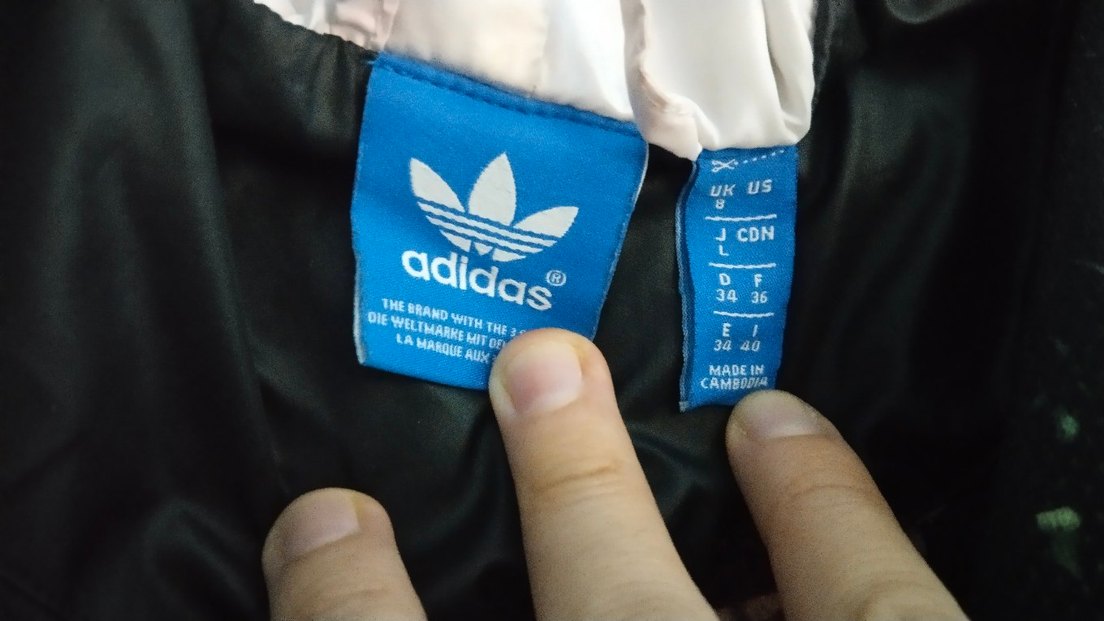 adidas®
THE BRAND WITH THE 3
DIE WELTMARKE MIT DEN
LA MARQUE AUX
UK US
8
J CDN
L
D F
34 36
E I
34 40
MADE IN
CAMBODIA